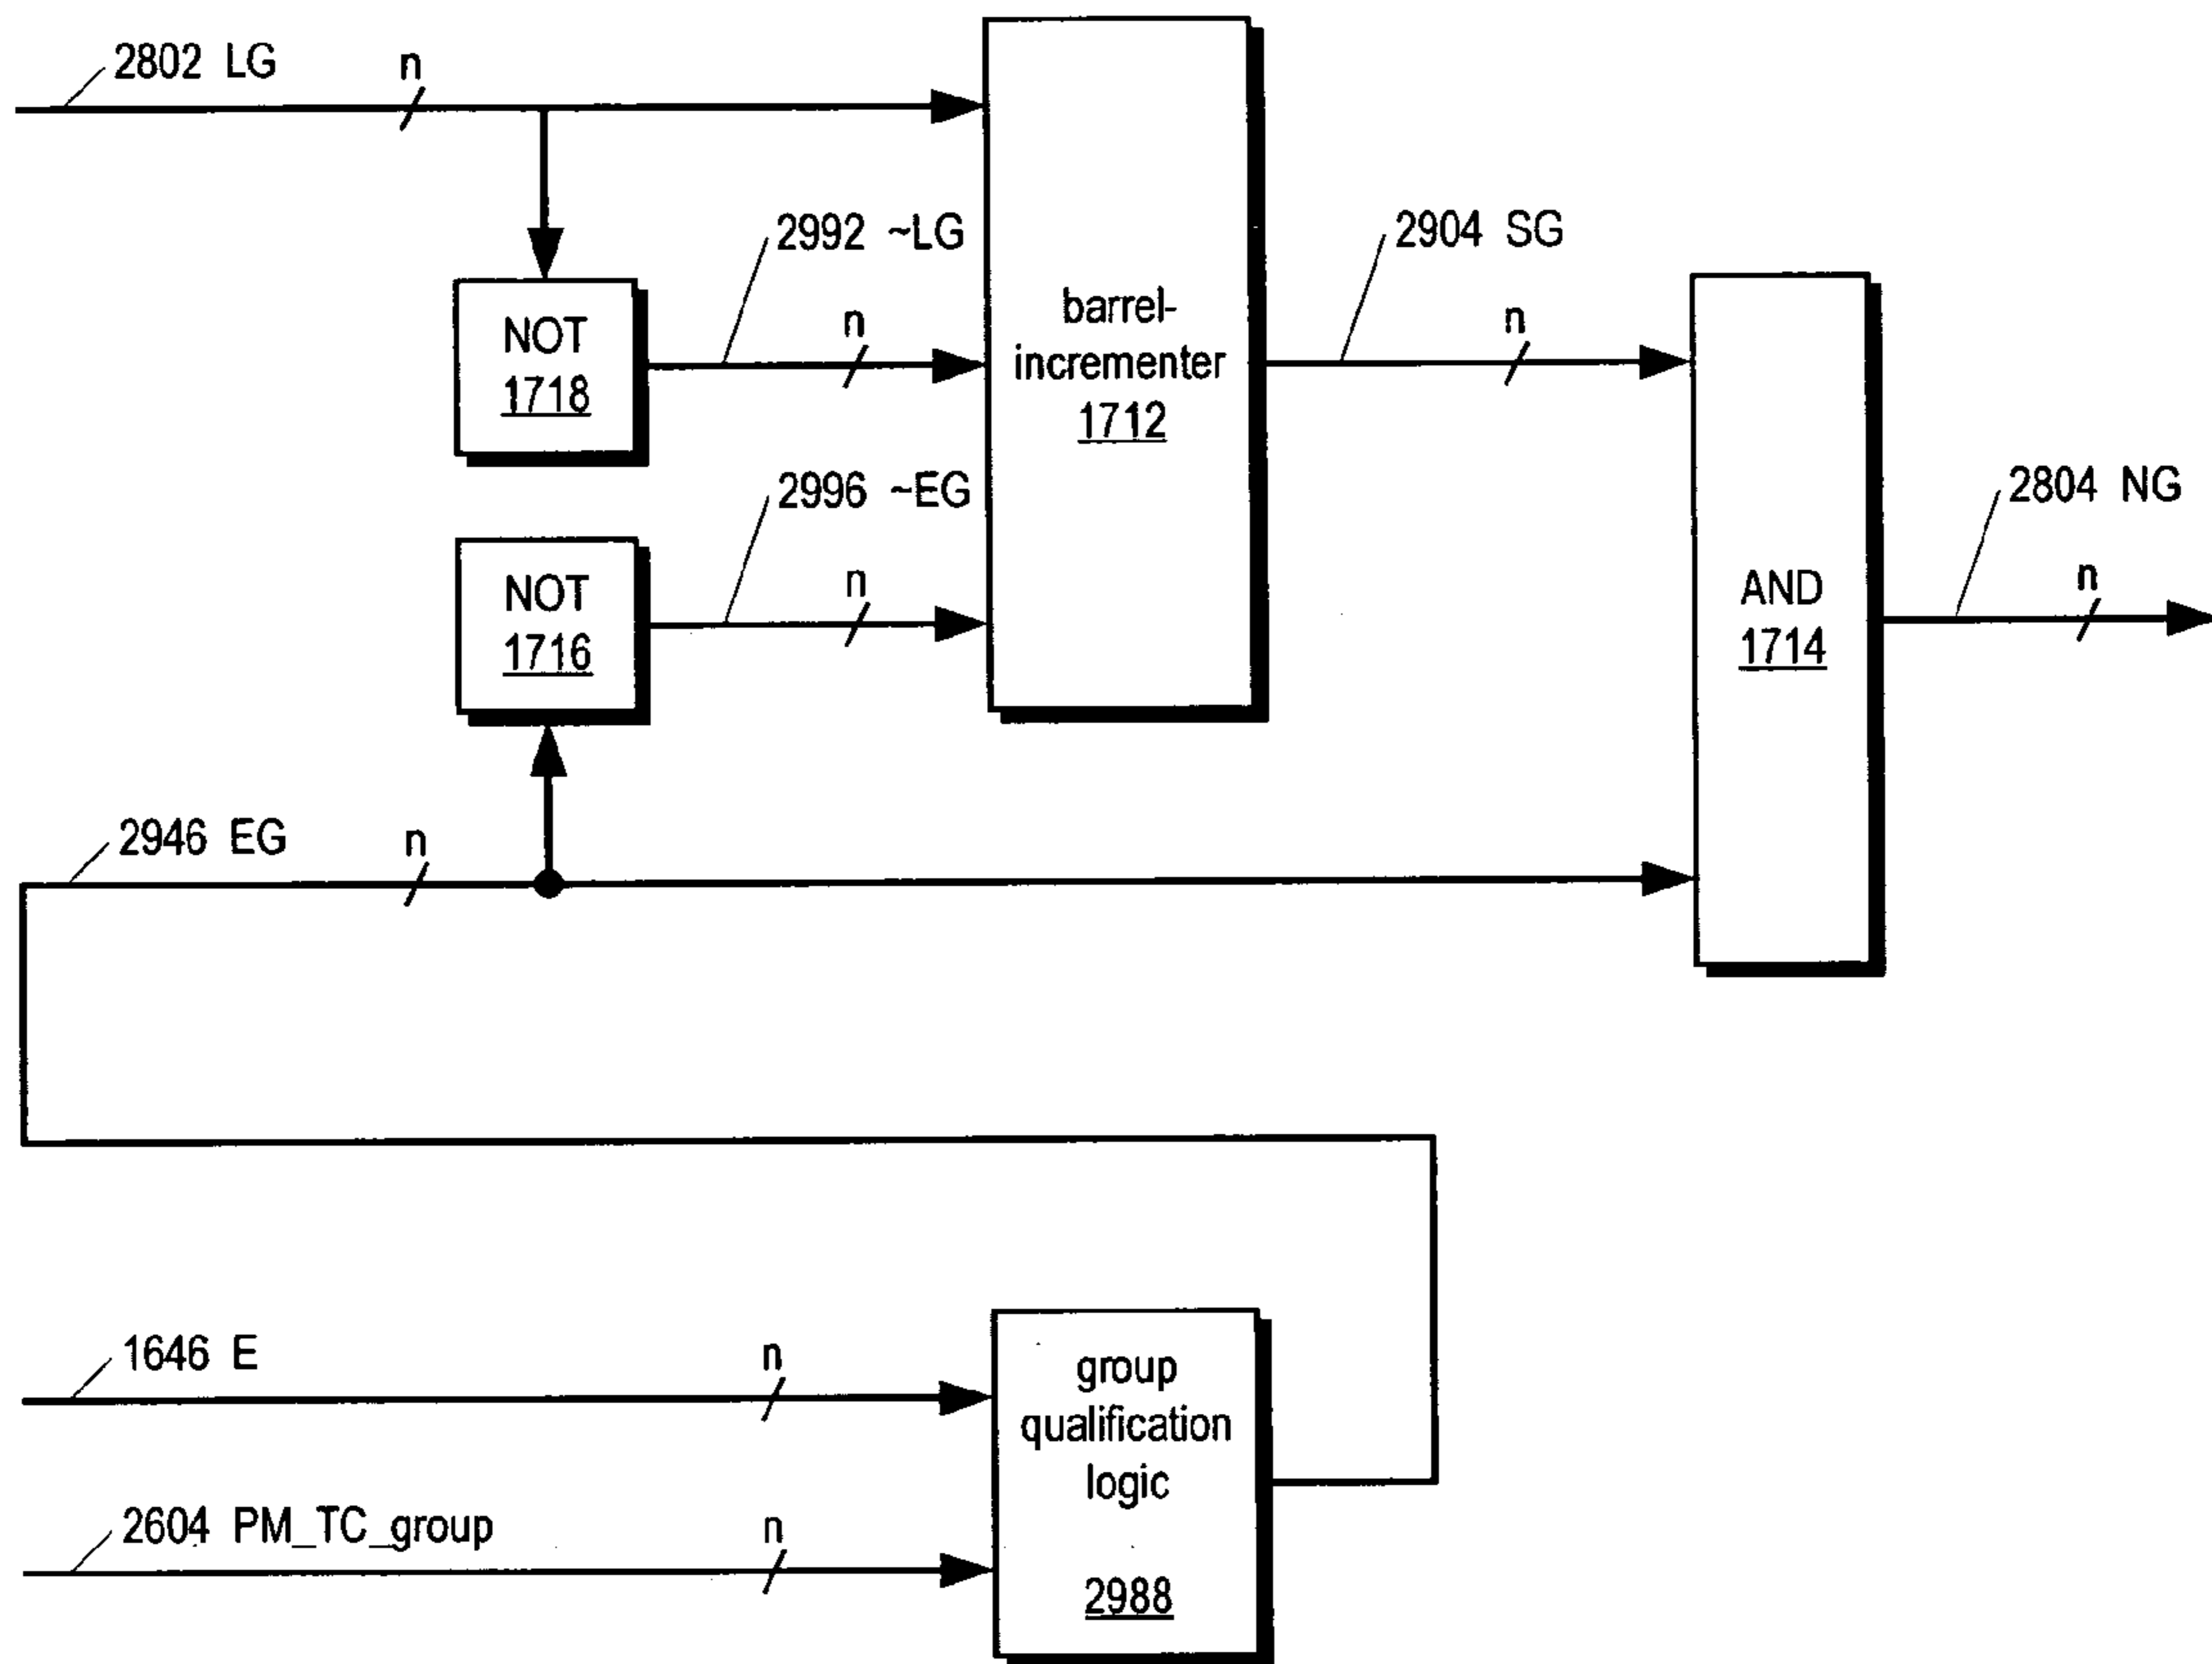 2802 LG
n
2992 ~LG
n
NOT
1718
barrel-
incrementer
1712
2904 SG
n
2996 ~EG
n
NOT
1716
AND
1714
2804 NG
n
2946 EG
n
1646 E
n
2604 PM_TC_group
n
group
qualification
logic
2988